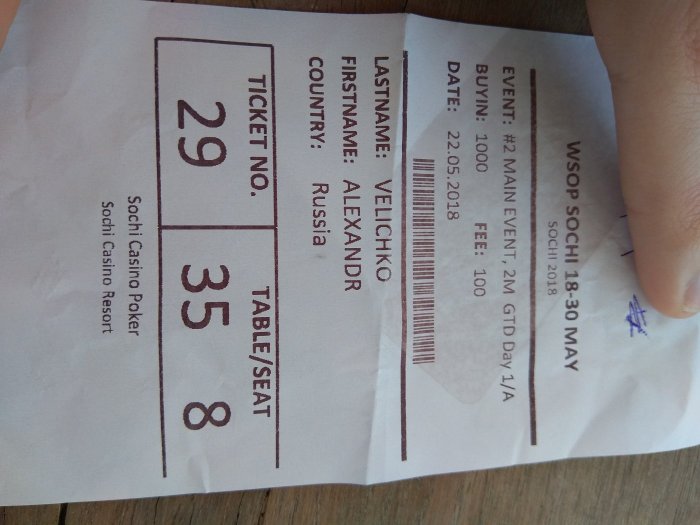 WSOP SOCHI 18-30 MAY
SOCHI 2018
EVENT: #2 MAIN EVENT, 2M GTD Day 1/A
BUYIN: 1000 FEE: 100
DATE: 22.05.2018
LASTNAME: VELICHKO
FIRSTNAME: ALEXANDR
COUNTRY: Russia
TICKET NO. TABLE/SEAT
29 35 8
Sochi Casino Poker
Sochi Casino Resort